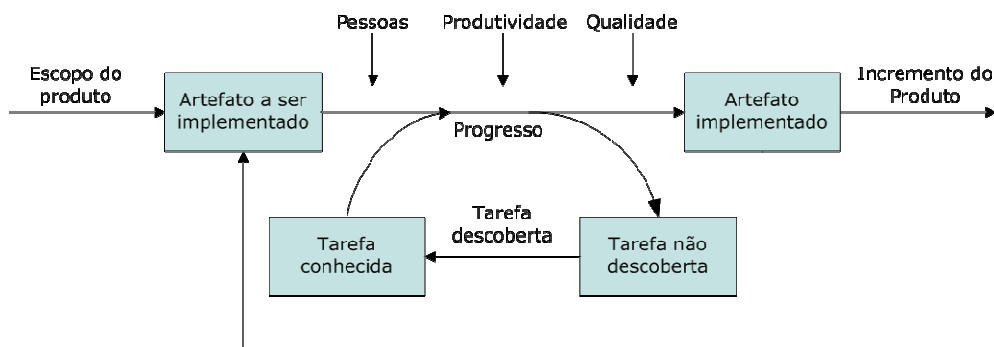 Pessoas
Produtividade
Qualidade
Escopo do
produto
Artefato a ser
implementado
Progresso
Artefato
implementado
Incremento do
Produto
Tarefa
conhecida
Tarefa
descoberta
Tarefa não
descoberta